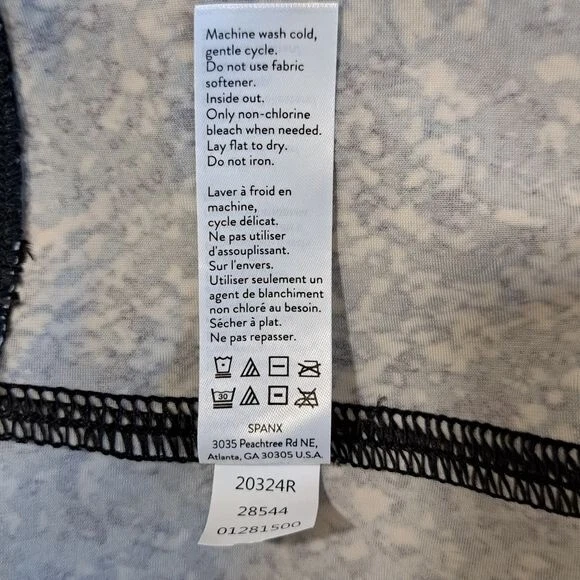 Machine wash cold,
gentle cycle.
Do not use fabric
softener.
Inside out.
Only non-chlorine
bleach when needed.
Lay flat to dry.
Do not iron.
Laver à froid en
machine,
cycle délicat.
Ne pas utiliser
d'assouplissant.
Sur l'envers.
Utiliser seulement un
agent de blanchiment
non chloré au besoin.
Sécher à plat.
Ne pas repasser.
30
SPANX
3035 Peachtree Rd NE,
Atlanta, GA 30305 U.S.A.
20324R
28544
01281500